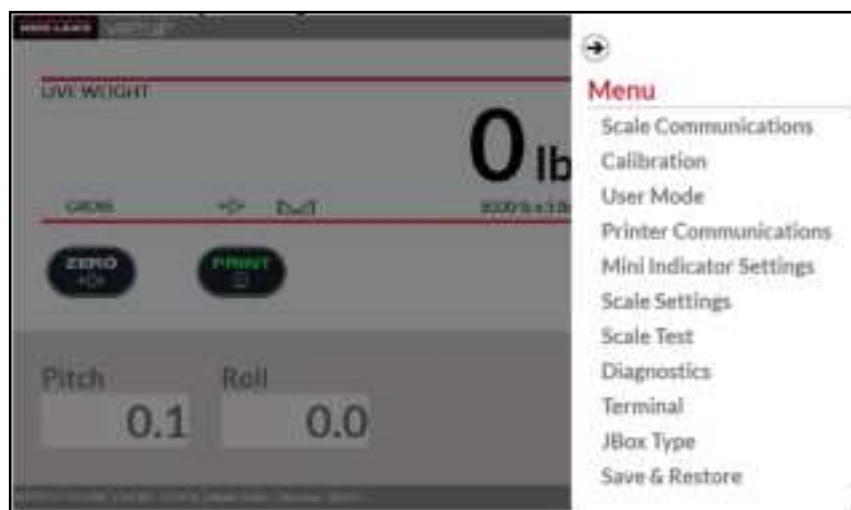 LIVE WEIGHT
0 lb
GROSS
ZERO
PRINT
Pitch
Roll
0.1
0.0
Menu
Scale Communications
Calibration
User Mode
Printer Communications
Mini Indicator Settings
Scale Settings
Scale Test
Diagnostics
Terminal
JBox Type
Save & Restore